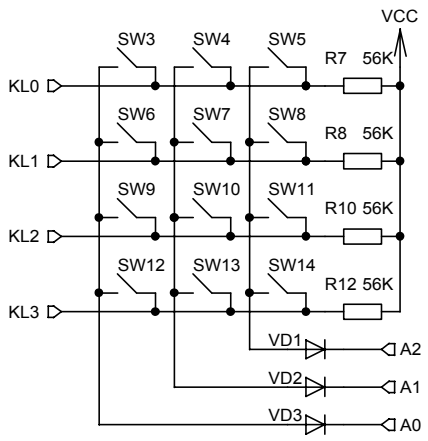 VCC
SW3 SW4 SW5
R7 56K
KL0
SW6 SW7 SW8
R8 56K
KL1
SW9 SW10 SW11
R10 56K
KL2
SW12 SW13 SW14
R12 56K
KL3
VD1 A2
VD2 A1
VD3 A0